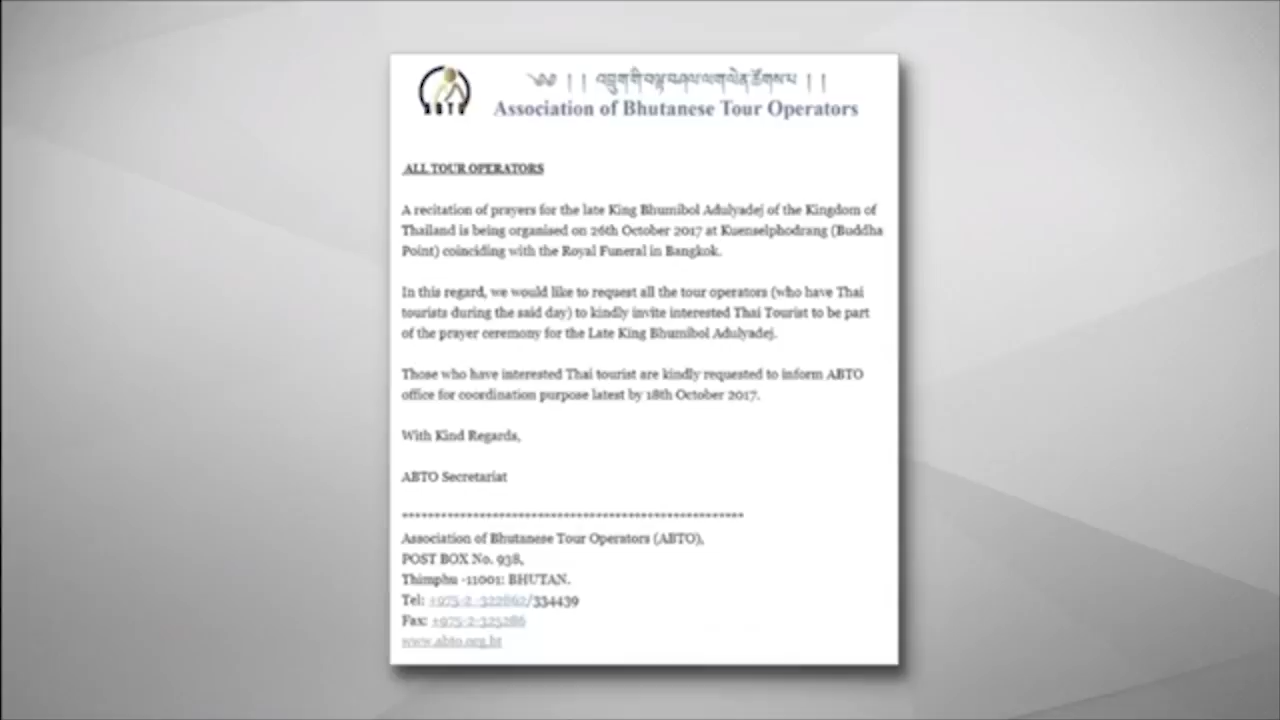 ༄༅།།འབྲུག་གི་བལྟ་བཤལ་ལག་ལེན་ཚོགས་པ།།
ABTO
Association of Bhutanese Tour Operators
ALL TOUR OPERATORS
A recitation of prayers for the late King Bhumibol Adulyadej of the Kingdom of
Thailand is being organised on 26th October 2017 at Kuenselphodrang (Buddha
Point) coinciding with the Royal Funeral in Bangkok.
In this regard, we would like to request all the tour operators (who have Thai
tourists during the said day) to kindly invite interested Thai Tourist to be part
of the prayer ceremony for the Late King Bhumibol Adulyadej.
Those who have interested Thai tourist are kindly requested to inform ABTO
office for coordination purpose latest by 18th October 2017.
With Kind Regards,
ABTO Secretariat
*****************************************************
Association of Bhutanese Tour Operators (ABTO),
POST BOX No. 938,
Thimphu -11001: BHUTAN.
Tel: +975-2 -322862/334439
Fax: +975-2-325286
www.abto.org.bt